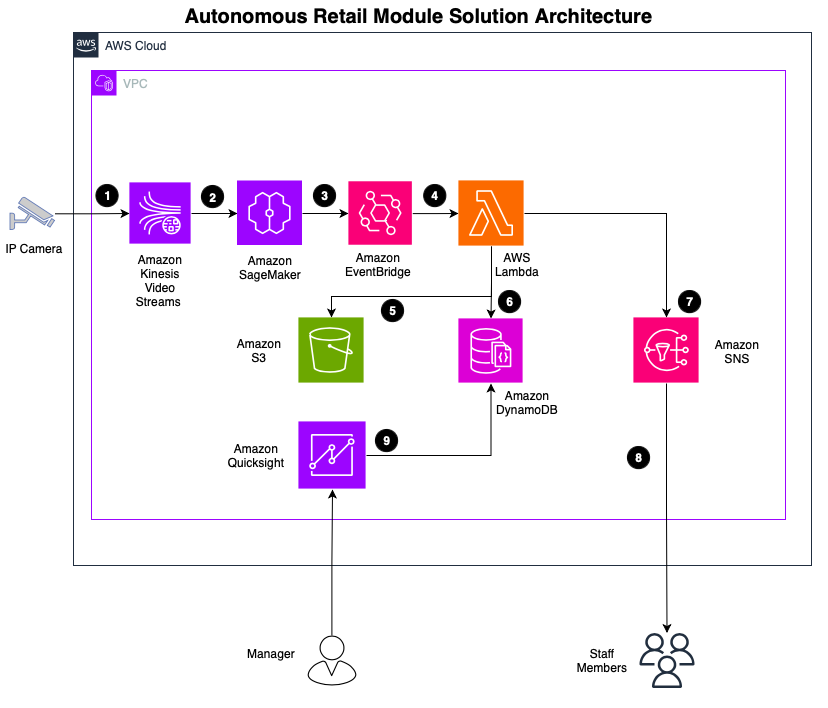 Autonomous Retail Module Solution Architecture
aws
AWS Cloud
VPC
1
2
3
4
IP Camera
Amazon
Kinesis
Video
Streams
Amazon
SageMaker
Amazon
EventBridge
AWS
Lambda
5
6
7
Amazon
S3
Amazon
DynamoDB
Amazon
SNS
Amazon
Quicksight
9
8
Manager
Staff
Members